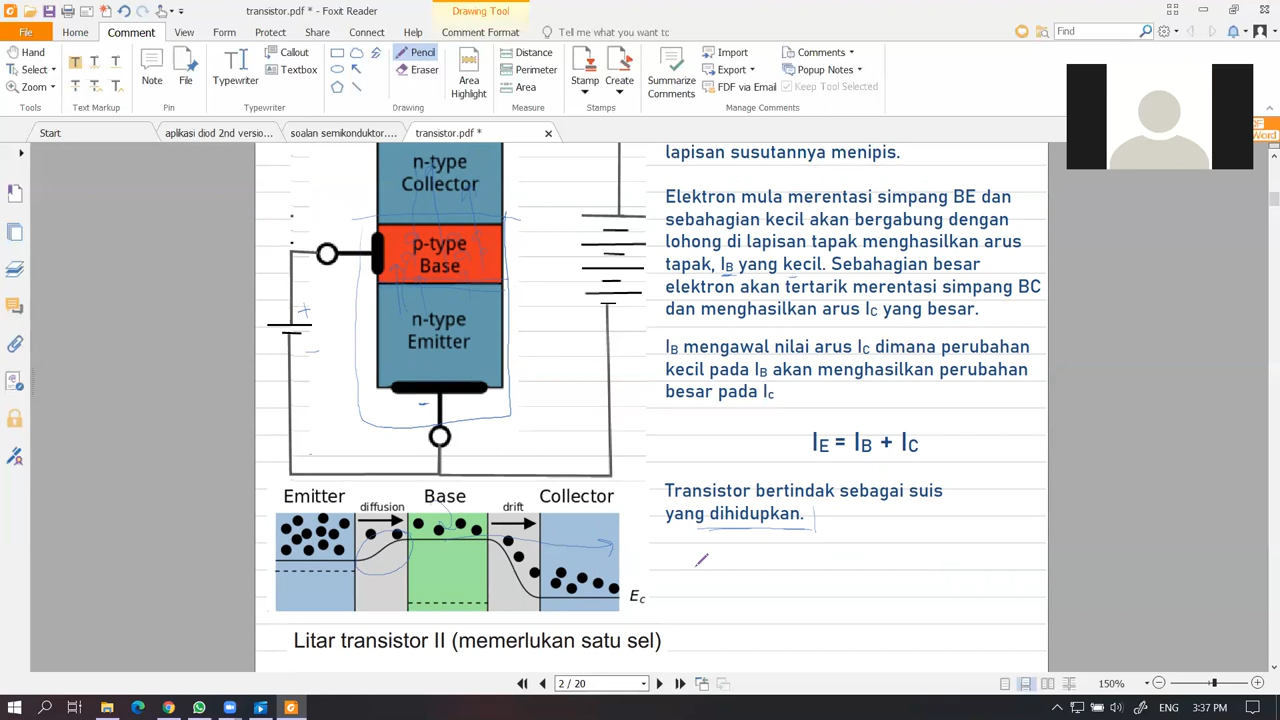 transistor.pdf * - Foxit Reader
Drawing Tool
File Home Comment View Form Protect Share Connect Help Comment Format Tell me what you want to
Find
Hand
Select
Zoom
Tools
Text Markup
Note
File
Pin
Typewriter
Callout
Textbox
Typewriter
Pencil
Eraser
Drawing
Area Highlight
Distance
Perimeter
Area
Measure
Stamp
Create
Stamps
Summarize Comments
Import
Export
FDF via Email
Comments
Popup Notes
Keep Tool Selected
Manage Comments
Start
aplikasi diod 2nd versio...
soalan semikonduktor....
transistor.pdf *
Word
n-type
Collector
p-type
Base
n-type
Emitter
lapisan susutannya menipis.
Elektron mula merentasi simpang BE dan
sebahagian kecil akan bergabung dengan
lohong di lapisan tapak menghasilkan arus
tapak, IB yang kecil. Sebahagian besar
elektron akan tertarik merentasi simpang BC
dan menghasilkan arus IC yang besar.
IB mengawal nilai arus IC dimana perubahan
kecil pada IB akan menghasilkan perubahan
besar pada Ic
IE = IB + IC
Transistor bertindak sebagai suis
yang dihidupkan.
Emitter Base Collector
diffusion drift
Ec
Litar transistor II (memerlukan satu sel)
2 / 20
150%
ENG 3:37 PM